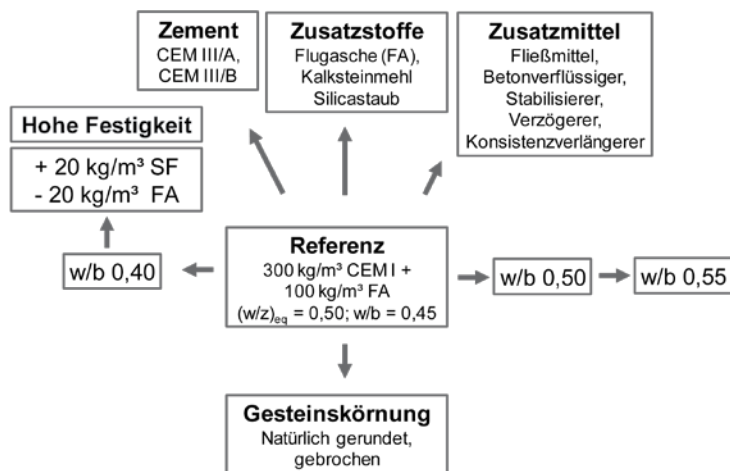 Zement
CEM III/A,
CEM III/B
Zusatzstoffe
Flugasche (FA),
Kalksteinmehl
Silicastaub
Zusatzmittel
Fließmittel,
Betonverflüssiger,
Stabilisierer,
Verzögerer,
Konsistenzverlängerer
Hohe Festigkeit
+ 20 kg/m³ SF
- 20 kg/m³ FA
w/b 0,40
Referenz
300 kg/m³ CEM I +
100 kg/m³ FA
(w/z)eq = 0,50; w/b = 0,45
w/b 0,50
w/b 0,55
Gesteinskörnung
Natürlich gerundet,
gebrochen